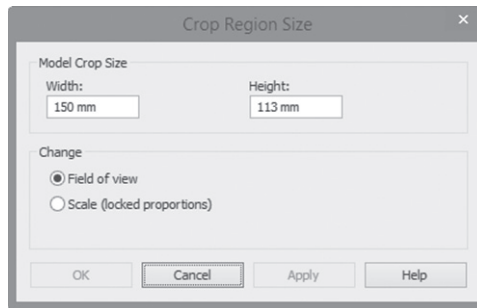 Crop Region Size
Model Crop Size
Width: Height:
150 mm 113 mm
Change
Field of view
Scale (locked proportions)
OK Cancel Apply Help